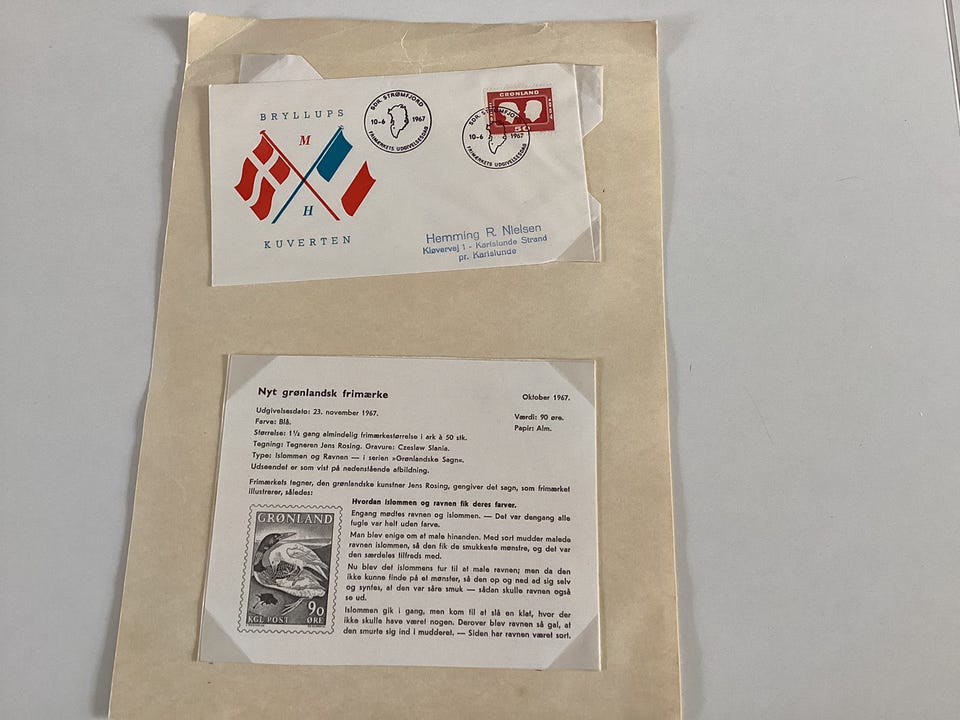 BRYLLUPS
M
H
KUVERTEN
SDR. STRØMFJORD
10-6 1967
FRIMÆRKETS UDGIVELSESDAG
GRØNLAND
50
SDR. STRØMFJORD
10-6 1967
FRIMÆRKETS UDGIVELSESDAG
Hemming R. Nielsen
Kløvervej 1 - Karlslunde Strand
pr. Karlslunde
Nyt grønlandsk frimærke
Oktober 1967.
Udgivelsesdato: 23. november 1967.
Værdi: 90 øre.
Farve: Blå.
Papir: Alm.
Størrelse: 1½ gang almindelig frimærkestørrelse i ark à 50 stk.
Tegning: Tegneren Jens Rosing. Gravure: Czeslaw Slania.
Type: Islommen og Ravnen — i serien »Grønlandske Sagn«.
Udseendet er som vist på nedenstående afbildning.
Frimærkets tegner, den grønlandske kunstner Jens Rosing, gengiver det sagn, som frimærket
illustrerer, således:
Hvordan islommen og ravnen fik deres farver.
Engang mødtes ravnen og islommen. — Det var dengang alle
fugle var helt uden farve.
Man blev enige om at male hinanden. Med sort mudder malede
ravnen islommen, så den fik de smukkeste mønstre, og det var
den særdeles tilfreds med.
Nu blev det islommens tur til at male ravnen; men da den
ikke kunne finde på et mønster, så den op og ned ad sig selv
og syntes, at den var såre smuk — sådan skulle ravnen også
se ud.
Islommen gik i gang, men kom til at slå en klat, hvor der
ikke skulle have været nogen. Derover blev ravnen så gal, at
den smurte sig ind i mudderet. — Siden har ravnen været sort.
GRØNLAND
90
KGL POST ØRE